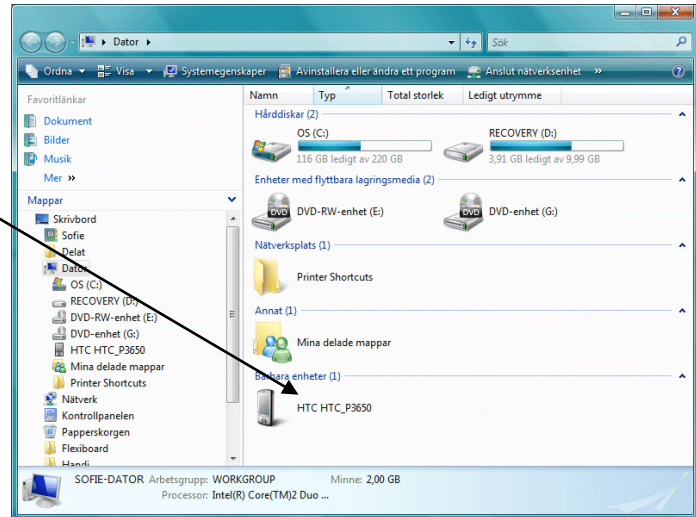 Dator
Sök
Ordna Visa Systemegenskaper Avinstallera eller ändra ett program Anslut nätverksenhet »
Favoritlänkar
Dokument
Bilder
Musik
Mer »
Mappar
Skrivbord
Sofie
Delat
Dator
OS (C:)
RECOVERY (D:)
DVD-RW-enhet (E:)
DVD-enhet (G:)
HTC HTC_P3650
Mina delade mappar
Printer Shortcuts
Nätverk
Kontrollpanelen
Papperskorgen
Flexiboard
Handi
Namn Typ Total storlek Ledigt utrymme
Hårddiskar (2)
OS (C:)
116 GB ledigt av 220 GB
RECOVERY (D:)
3,91 GB ledigt av 9,99 GB
Enheter med flyttbara lagringsmedia (2)
DVD
DVD-RW-enhet (E:)
DVD
DVD-enhet (G:)
Nätverksplats (1)
Printer Shortcuts
Annat (1)
Mina delade mappar
Bärbara enheter (1)
HTC HTC_P3650
SOFIE-DATOR Arbetsgrupp: WORKGROUP Minne: 2,00 GB
Processor: Intel(R) Core(TM)2 Duo ...